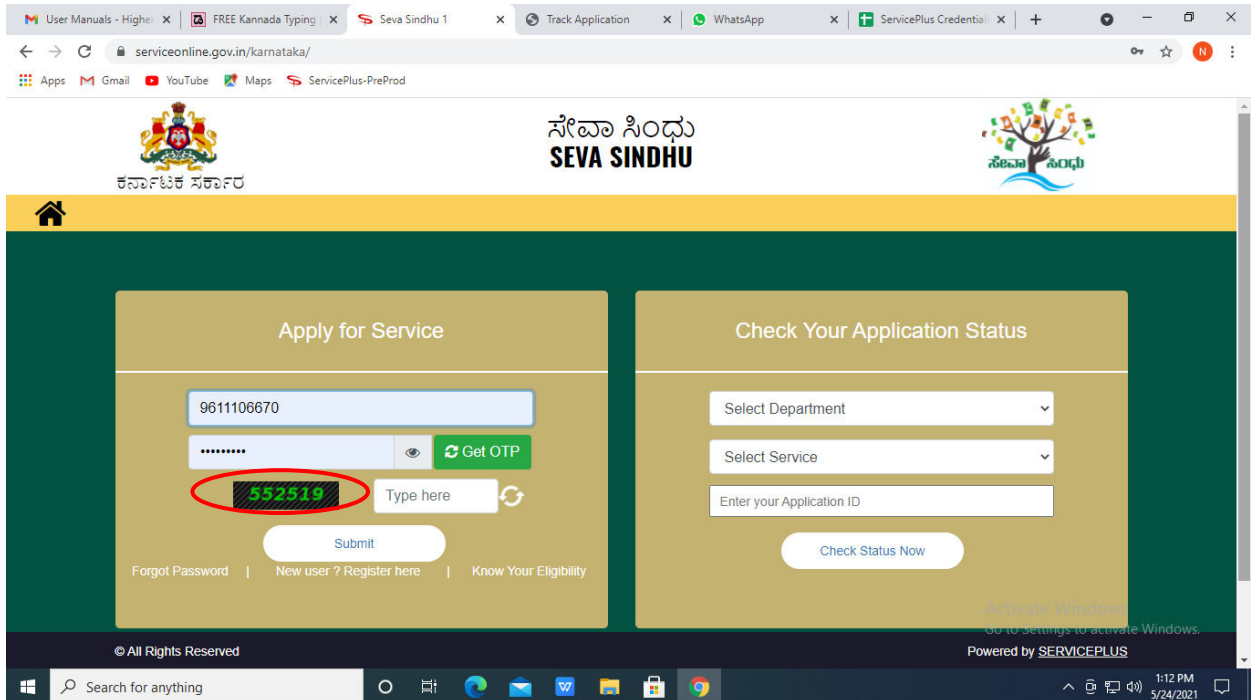 User Manuals - Highe
FREE Kannada Typing
Seva Sindhu 1
Track Application
WhatsApp
ServicePlus Credential
serviceonline.gov.in/karnataka/
N
Apps
Gmail
YouTube
Maps
ServicePlus-PreProd
ಕರ್ನಾಟಕ ಸರ್ಕಾರ
ಸೇವಾ ಸಿಂಧು
SEVA SINDHU
ಸೇವಾ ಸಿಂಧು
Apply for Service
9611106670
•••••••••
Get OTP
552519
Type here
Submit
Forgot Password | New user ? Register here | Know Your Eligibility
Check Your Application Status
Select Department
Select Service
Enter your Application ID
Check Status Now
Activate Windows
Go to Settings to activate Windows.
© All Rights Reserved
Powered by SERVICEPLUS
Search for anything
1:12 PM
5/24/2021